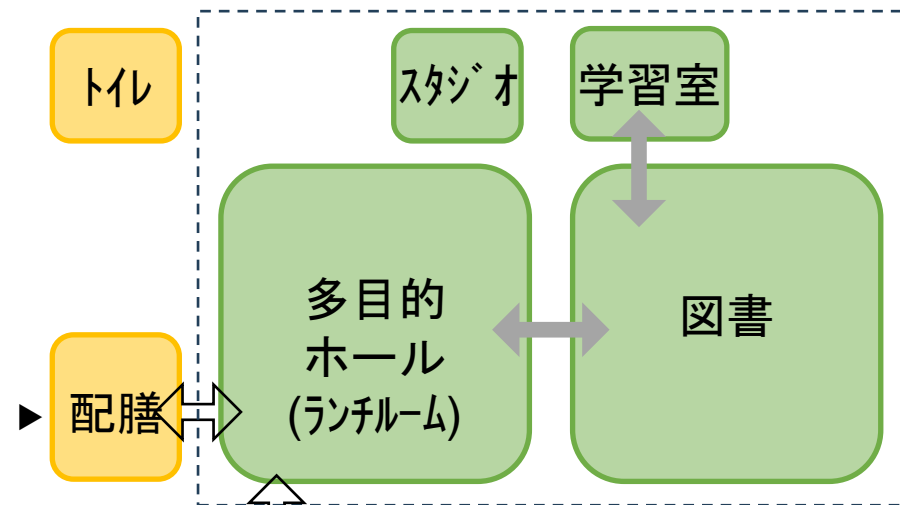 ﾄｲﾚ
ｽﾀｼﾞｵ
学習室
多目的
ホール
(ﾗﾝﾁﾙｰﾑ)
図書
配膳